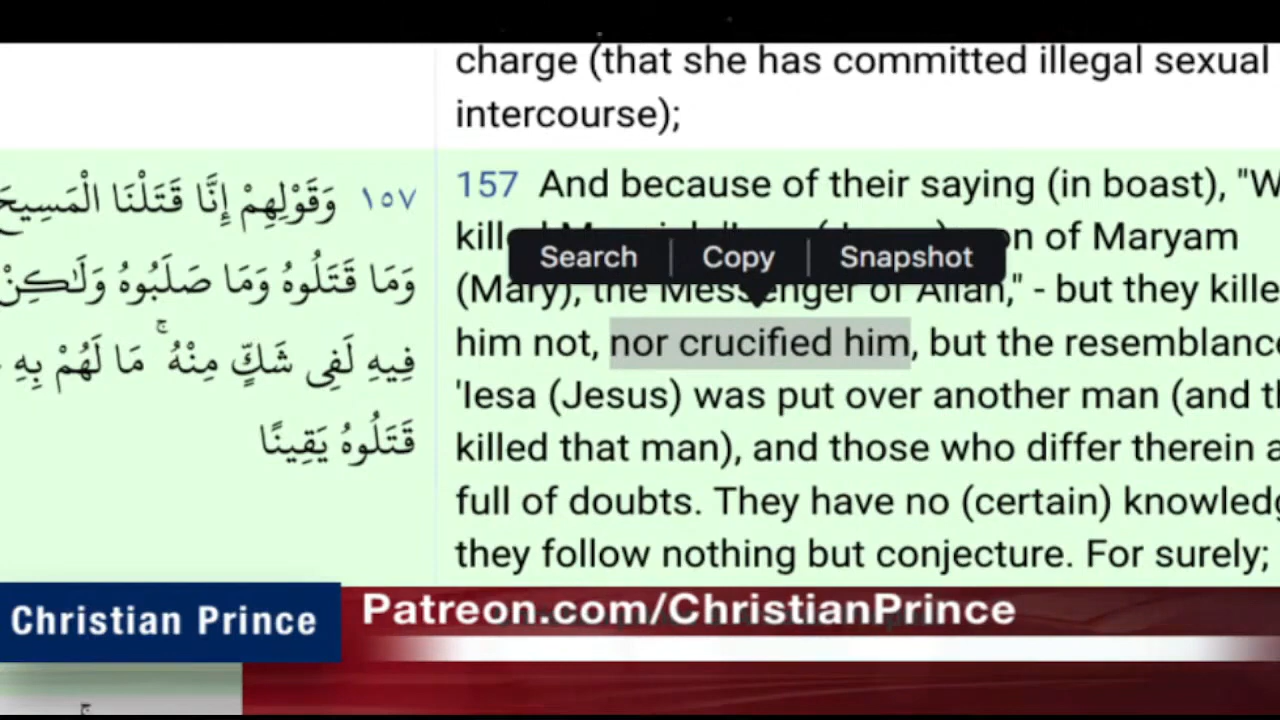 charge (that she has committed illegal sexual
intercourse);
١٥٧ وَقَوْلِهِمْ إِنَّا قَتَلْنَا الْمَسِيحَ
وَمَا قَتَلُوهُ وَمَا صَلَبُوهُ وَلَـٰكِنْ
فِيهِ لَفِى شَكٍّ مِنْهُ ۚ مَا لَهُمْ بِهِ
قَتَلُوهُ يَقِينًا
157 And because of their saying (in boast), "W
kill on of Maryam
Search Copy Snapshot
(Mary), the Messenger of Allah," - but they kille
him not, nor crucified him, but the resemblance
'Iesa (Jesus) was put over another man (and th
killed that man), and those who differ therein a
full of doubts. They have no (certain) knowledg
they follow nothing but conjecture. For surely;
Christian Prince
Patreon.com/ChristianPrince